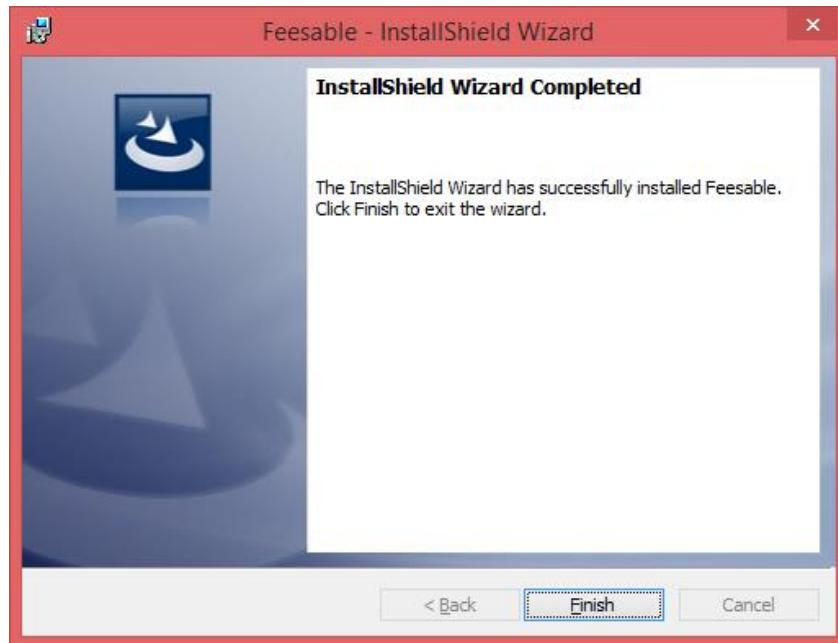 Feesable - InstallShield Wizard
InstallShield Wizard Completed
The InstallShield Wizard has successfully installed Feesable.
Click Finish to exit the wizard.
< Back Finish Cancel